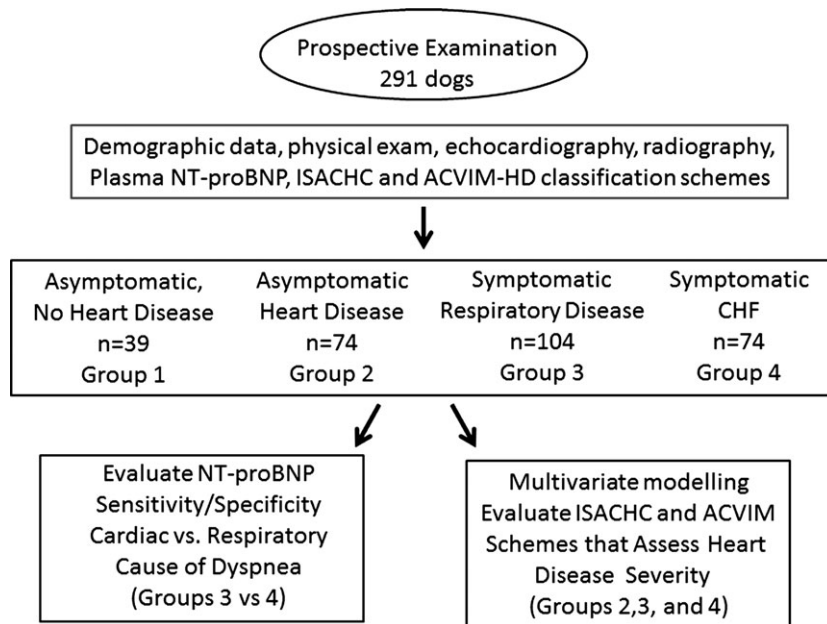 Prospective Examination
291 dogs
Demographic data, physical exam, echocardiography, radiography,
Plasma NT-proBNP, ISACHC and ACVIM-HD classification schemes
Asymptomatic,
No Heart Disease
n=39
Group 1
Asymptomatic
Heart Disease
n=74
Group 2
Symptomatic
Respiratory Disease
n=104
Group 3
Symptomatic
CHF
n=74
Group 4
Evaluate NT-proBNP
Sensitivity/Specificity
Cardiac vs. Respiratory
Cause of Dyspnea
(Groups 3 vs 4)
Multivariate modelling
Evaluate ISACHC and ACVIM
Schemes that Assess Heart
Disease Severity
(Groups 2,3, and 4)